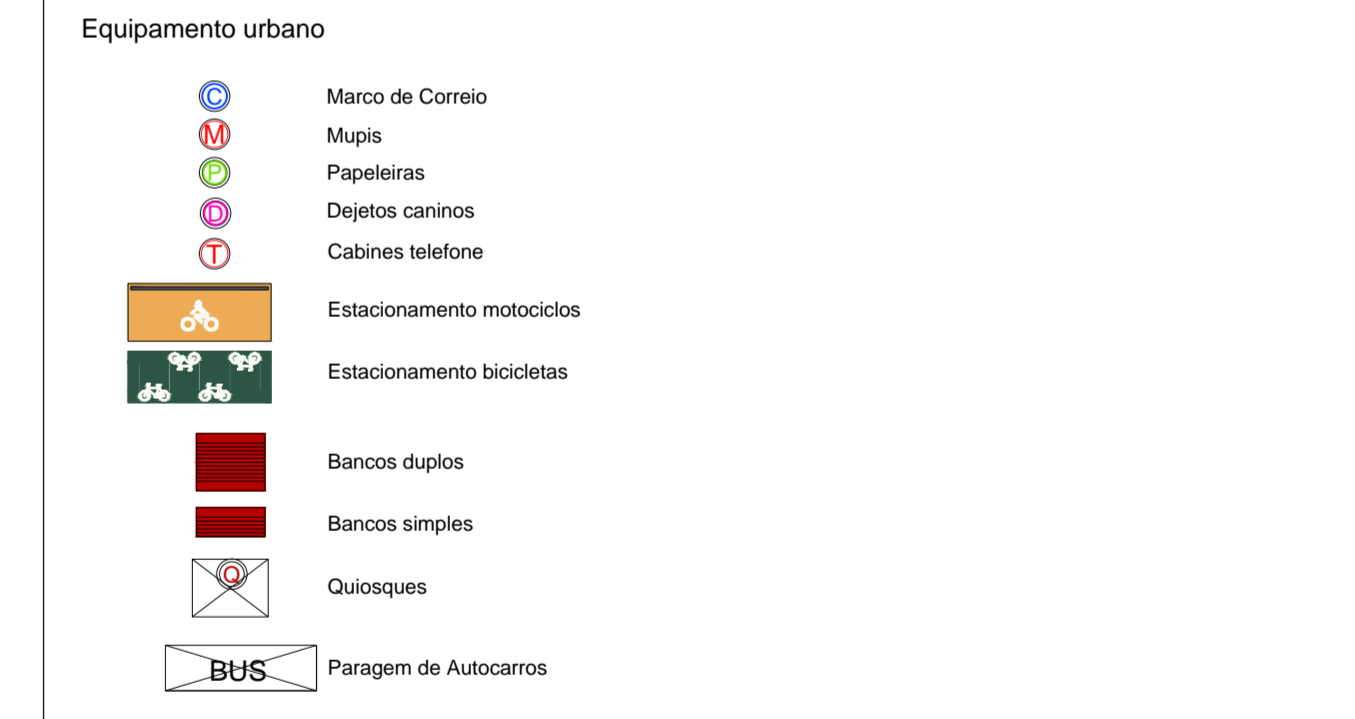 Equipamento urbano
C Marco de Correio
M Mupis
P Papeleiras
D Dejetos caninos
T Cabines telefone
Estacionamento motociclos
Estacionamento bicicletas
Bancos duplos
Bancos simples
Q Quiosques
BUS Paragem de Autocarros